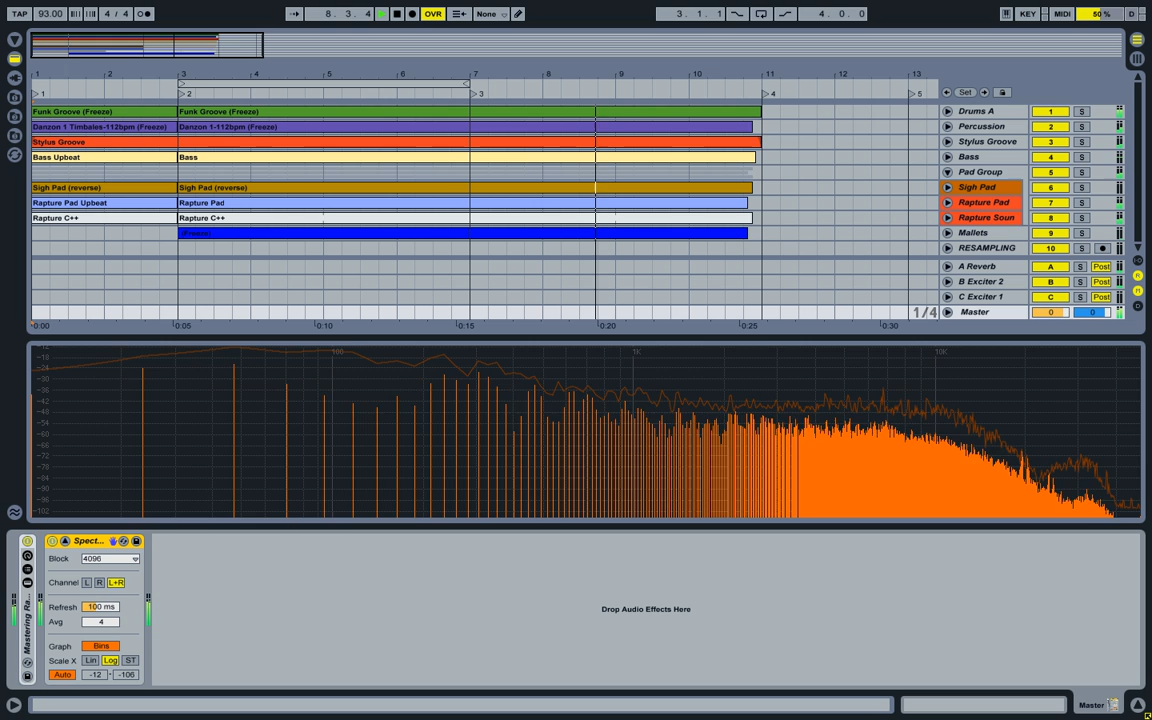 TAP 93.00 4 / 4 8. 3. 4 OVR None 3. 1. 1 4. 0. 0 KEY MIDI 50 % D
1 2 3 4 5 6 7 8 9 10 11 12 13
1 2 3 4 5 Set
Funk Groove (Freeze) Funk Groove (Freeze) Drums A 1 S
Danzon 1 Timbales-112bpm (Freeze) Danzon 1-112bpm (Freeze) Percussion 2 S
Stylus Groove Stylus Groove 3 S
Bass Upbeat Bass Bass 4 S
Pad Group 5 S
Sigh Pad (reverse) Sigh Pad (reverse) Sigh Pad 6 S
Rapture Pad Upbeat Rapture Pad Rapture Pad 7 S
Rapture C++ Rapture C++ Rapture Soun 8 S
(Freeze) Mallets 9 S
RESAMPLING 10 S
A Reverb A S Post
B Exciter 2 B S Post
C Exciter 1 C S Post
1/4 Master 0 0
0:00 0:05 0:10 0:15 0:20 0:25 0:30
-12 100 1K 10K
-18
-24
-30
-36
-42
-48
-54
-60
-66
-72
-78
-84
-90
-96
-102
Spect...
Block 4096
Channel L R L+R
Refresh 100 ms
Avg 4
Graph Bins
Scale X Lin Log ST
Auto -12 - -106
Mastering Ra...
Drop Audio Effects Here
Master